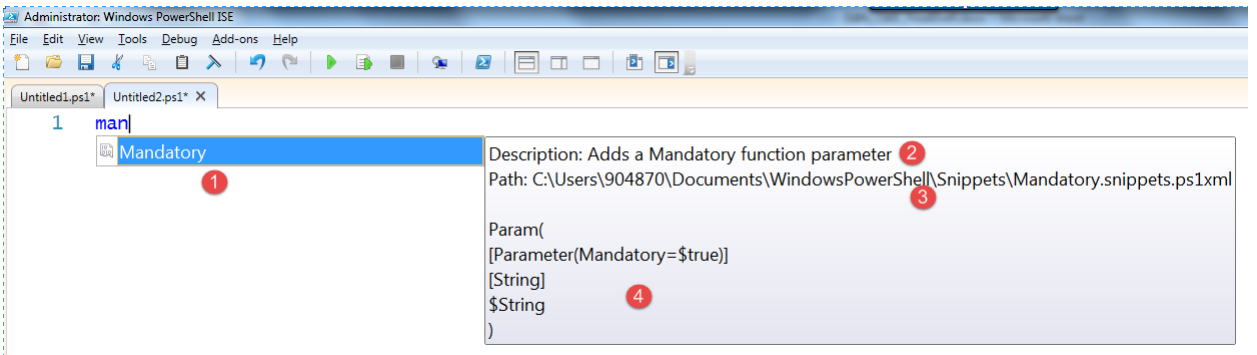 Administrator: Windows PowerShell ISE
File Edit View Tools Debug Add-ons Help
Untitled1.ps1* Untitled2.ps1* X
1 man
Mandatory
1
Description: Adds a Mandatory function parameter 2
Path: C:\Users\904870\Documents\WindowsPowerShell\Snippets\Mandatory.snippets.ps1xml
3
Param(
[Parameter(Mandatory=$true)]
[String]
$String
4
)